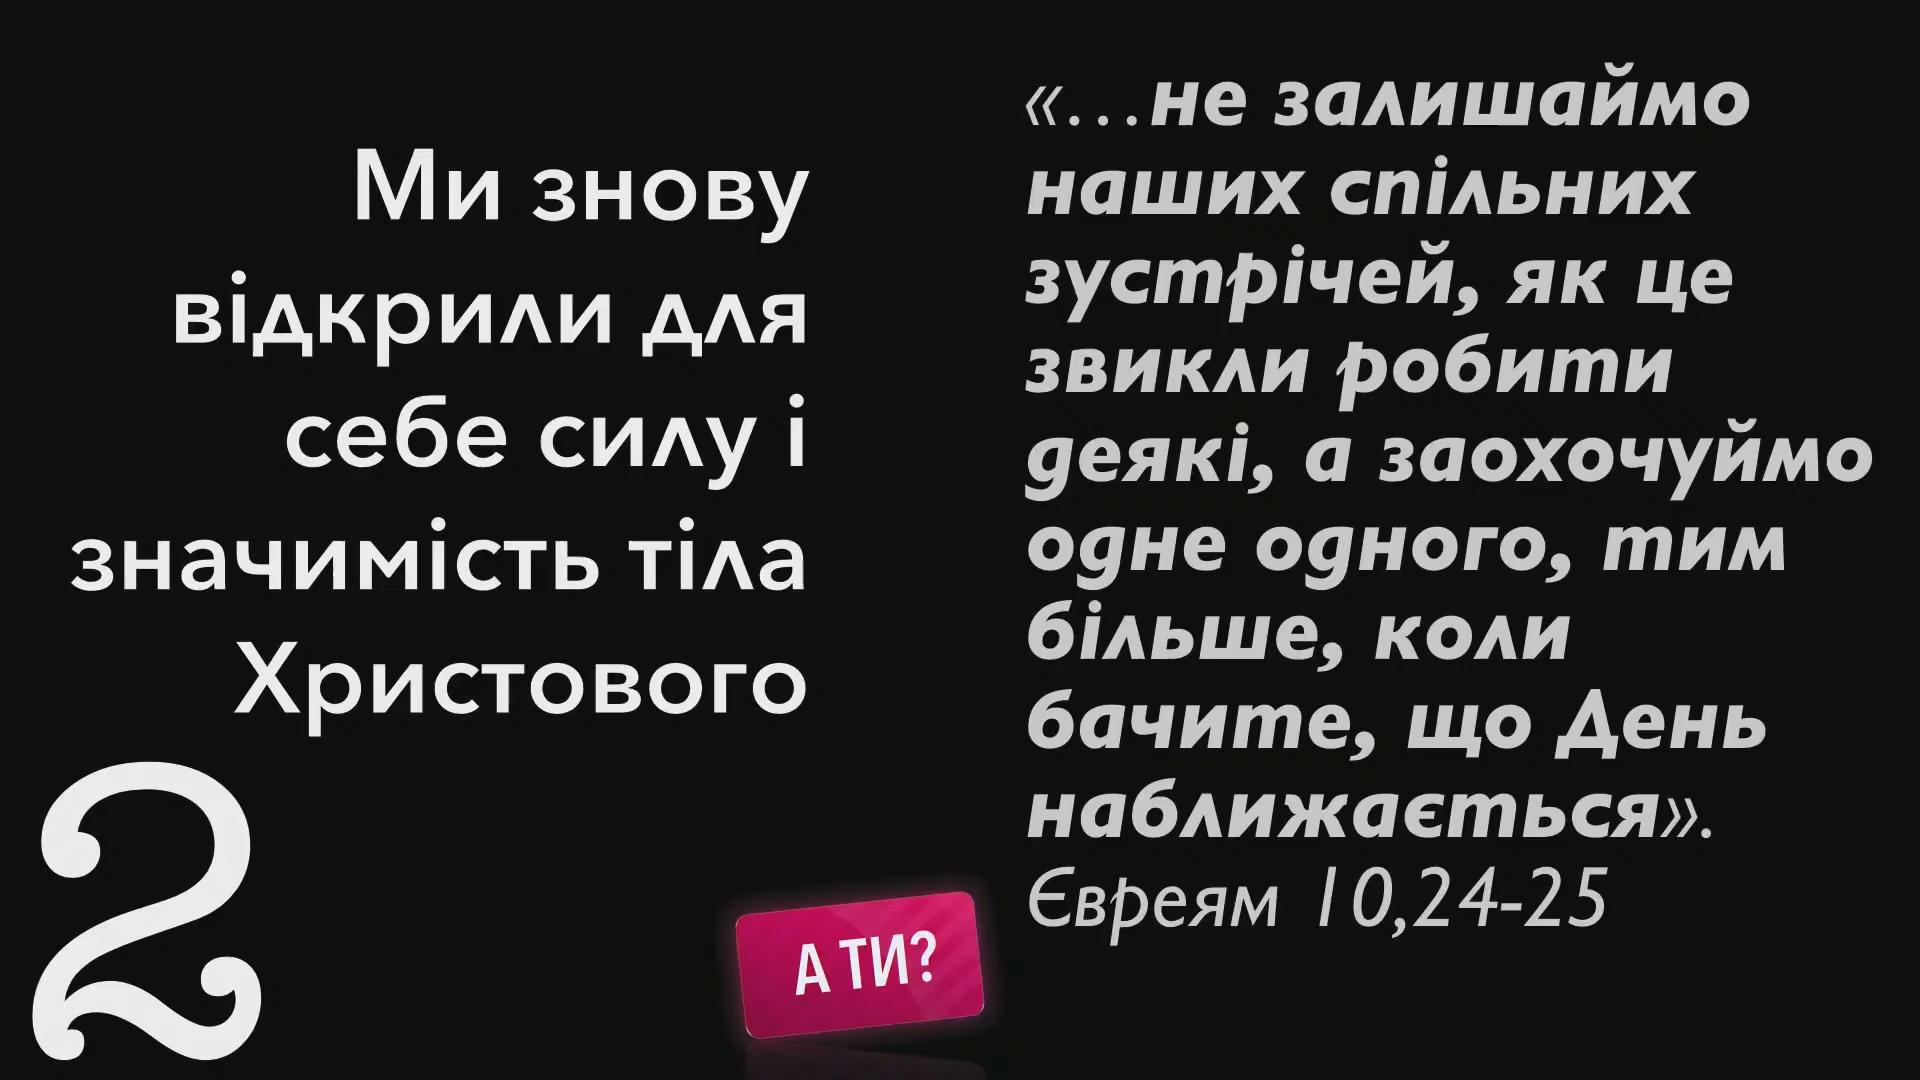 Ми знову
відкрили для
себе силу і
значимість тіла
Христового
2
«…не залишаймо
наших спільних
зустрічей, як це
звикли робити
деякі, а заохочуймо
одне одного, тим
більше, коли
бачите, що День
наближається».
Євреям 10,24-25
А ТИ?